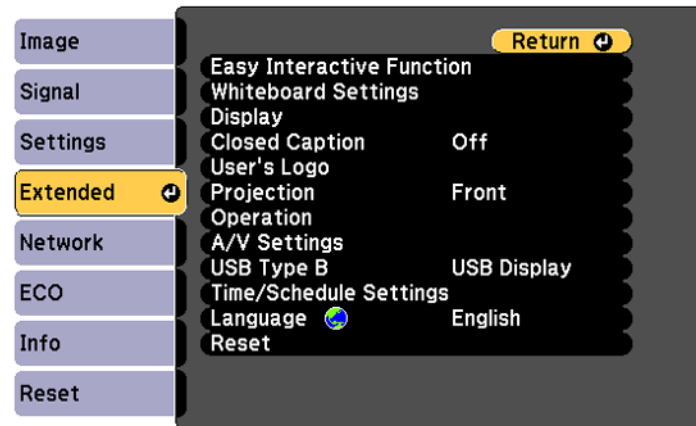 Image
Signal
Settings
Extended
Network
ECO
Info
Reset
Return
Easy Interactive Function
Whiteboard Settings
Display
Closed Caption Off
User's Logo
Projection Front
Operation
A/V Settings
USB Type B USB Display
Time/Schedule Settings
Language English
Reset